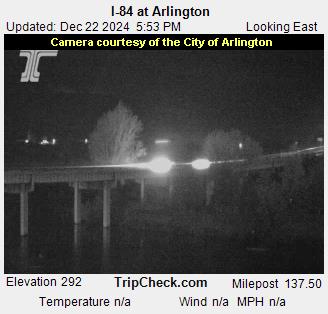 I-84 at Arlington
Updated: Dec 22 2024 5:53 PM Looking East
Camera courtesy of the City of Arlington
Elevation 292 TripCheck.com Milepost 137.50
Temperature n/a Wind n/a MPH n/a